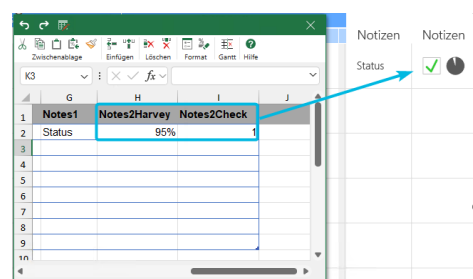 Zwischenablage Einfügen Löschen Format Gantt Hilfe
K3 fx
G H I J
1 Notes1 Notes2Harvey Notes2Check
2 Status 95% 1
3
4
5
6
7
8
9
10
Notizen Notizen
Status